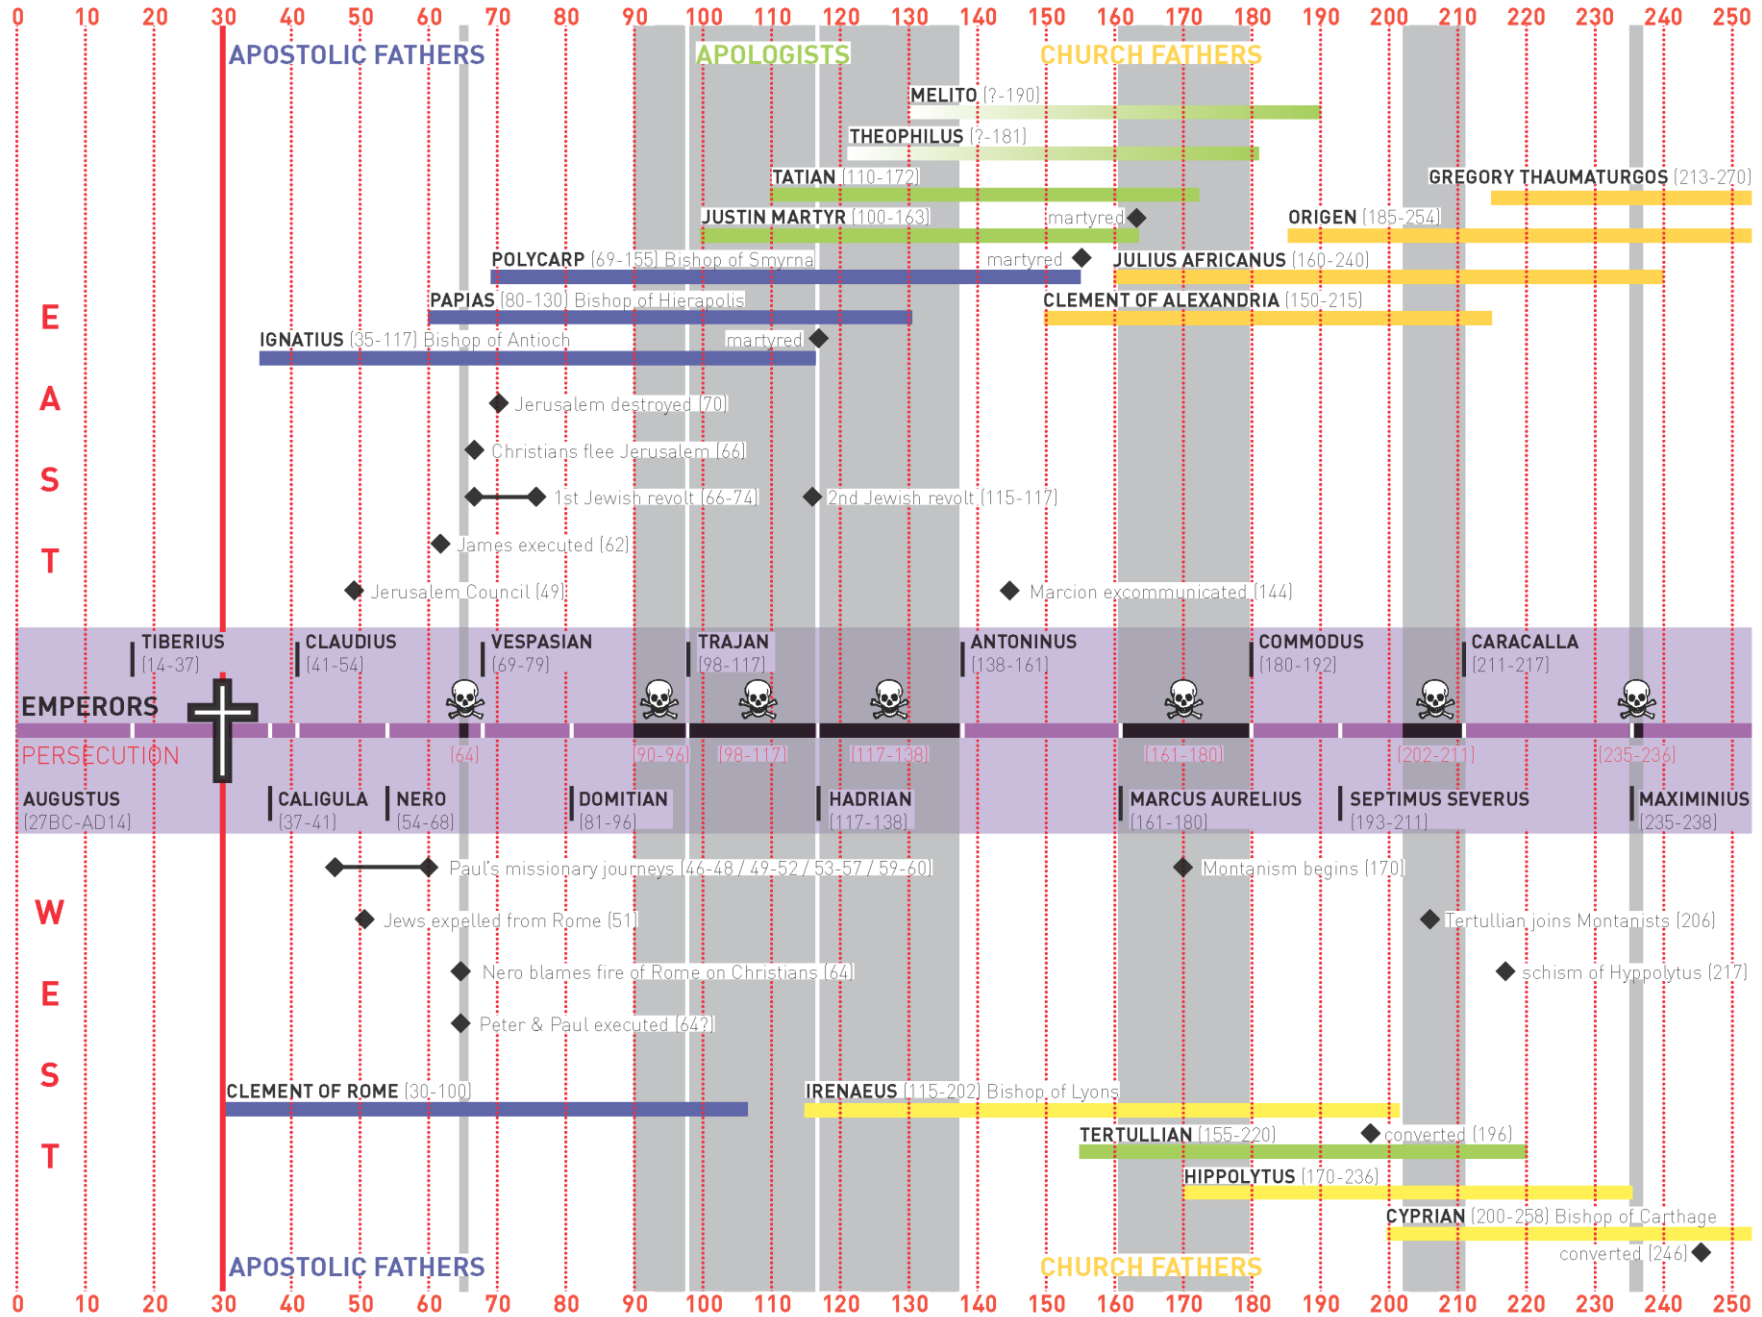 0 10 20 30 40 50 60 70 80 90 100 110 120 130 140 150 160 170 180 190 200 210 220 230 240 250
APOSTOLIC FATHERS
APOLOGISTS
CHURCH FATHERS
MELITO (?-190)
THEOPHILUS (?-181)
TATIAN (110-172)
GREGORY THAUMATURGOS (213-270)
JUSTIN MARTYR (100-163)
martyred
ORIGEN (185-254)
POLYCARP (69-155) Bishop of Smyrna
martyred
JULIUS AFRICANUS (160-240)
PAPIAS (80-130) Bishop of Hierapolis
CLEMENT OF ALEXANDRIA (150-215)
IGNATIUS (35-117) Bishop of Antioch
martyred
EAST
Jerusalem destroyed (70)
Christians flee Jerusalem (66)
1st Jewish revolt (66-74)
2nd Jewish revolt (115-117)
James executed (62)
Jerusalem Council (49)
Marcion excommunicated (144)
TIBERIUS
(14-37)
CLAUDIUS
(41-54)
VESPASIAN
(69-79)
TRAJAN
(98-117)
ANTONINUS
(138-161)
COMMODUS
(180-192)
CARACALLA
(211-217)
EMPERORS
PERSECUTION
(64)
(90-96)
(98-117)
(117-138)
(161-180)
(202-211)
(235-236)
AUGUSTUS
(27BC-AD14)
CALIGULA
(37-41)
NERO
(54-68)
DOMITIAN
(81-96)
HADRIAN
(117-138)
MARCUS AURELIUS
(161-180)
SEPTIMUS SEVERUS
(193-211)
MAXIMINIUS
(235-238)
WEST
Paul's missionary journeys (46-48 / 49-52 / 53-57 / 59-60)
Montanism begins (170)
Jews expelled from Rome (51)
Tertullian joins Montanists (206)
Nero blames fire of Rome on Christians (64)
schism of Hyppolytus (217)
Peter & Paul executed (64?)
CLEMENT OF ROME (30-100)
IRENAEUS (115-202) Bishop of Lyons
TERTULLIAN (155-220)
converted (196)
HIPPOLYTUS (170-236)
CYPRIAN (200-258) Bishop of Carthage
converted (246)
APOSTOLIC FATHERS
CHURCH FATHERS
0 10 20 30 40 50 60 70 80 90 100 110 120 130 140 150 160 170 180 190 200 210 220 230 240 250